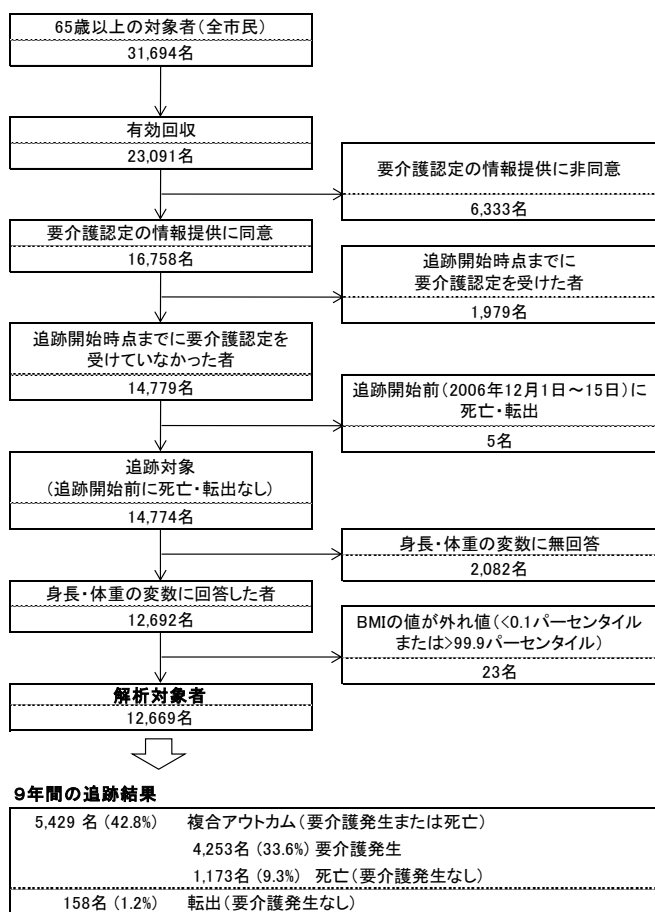 65歳以上の対象者(全市民)
31,694名
有効回収
23,091名
要介護認定の情報提供に非同意
6,333名
要介護認定の情報提供に同意
16,758名
追跡開始時点までに
要介護認定を受けた者
1,979名
追跡開始時点までに要介護認定を
受けていなかった者
14,779名
追跡開始前(2006年12月1日~15日)に
死亡・転出
5名
追跡対象
(追跡開始前に死亡・転出なし)
14,774名
身長・体重の変数に無回答
2,082名
身長・体重の変数に回答した者
12,692名
BMIの値が外れ値(<0.1パーセンタイル
または>99.9パーセンタイル)
23名
解析対象者
12,669名
9年間の追跡結果
5,429 名 (42.8%) 複合アウトカム(要介護発生または死亡)
4,253名 (33.6%) 要介護発生
1,173名 (9.3%) 死亡(要介護発生なし)
158名 (1.2%) 転出(要介護発生なし)